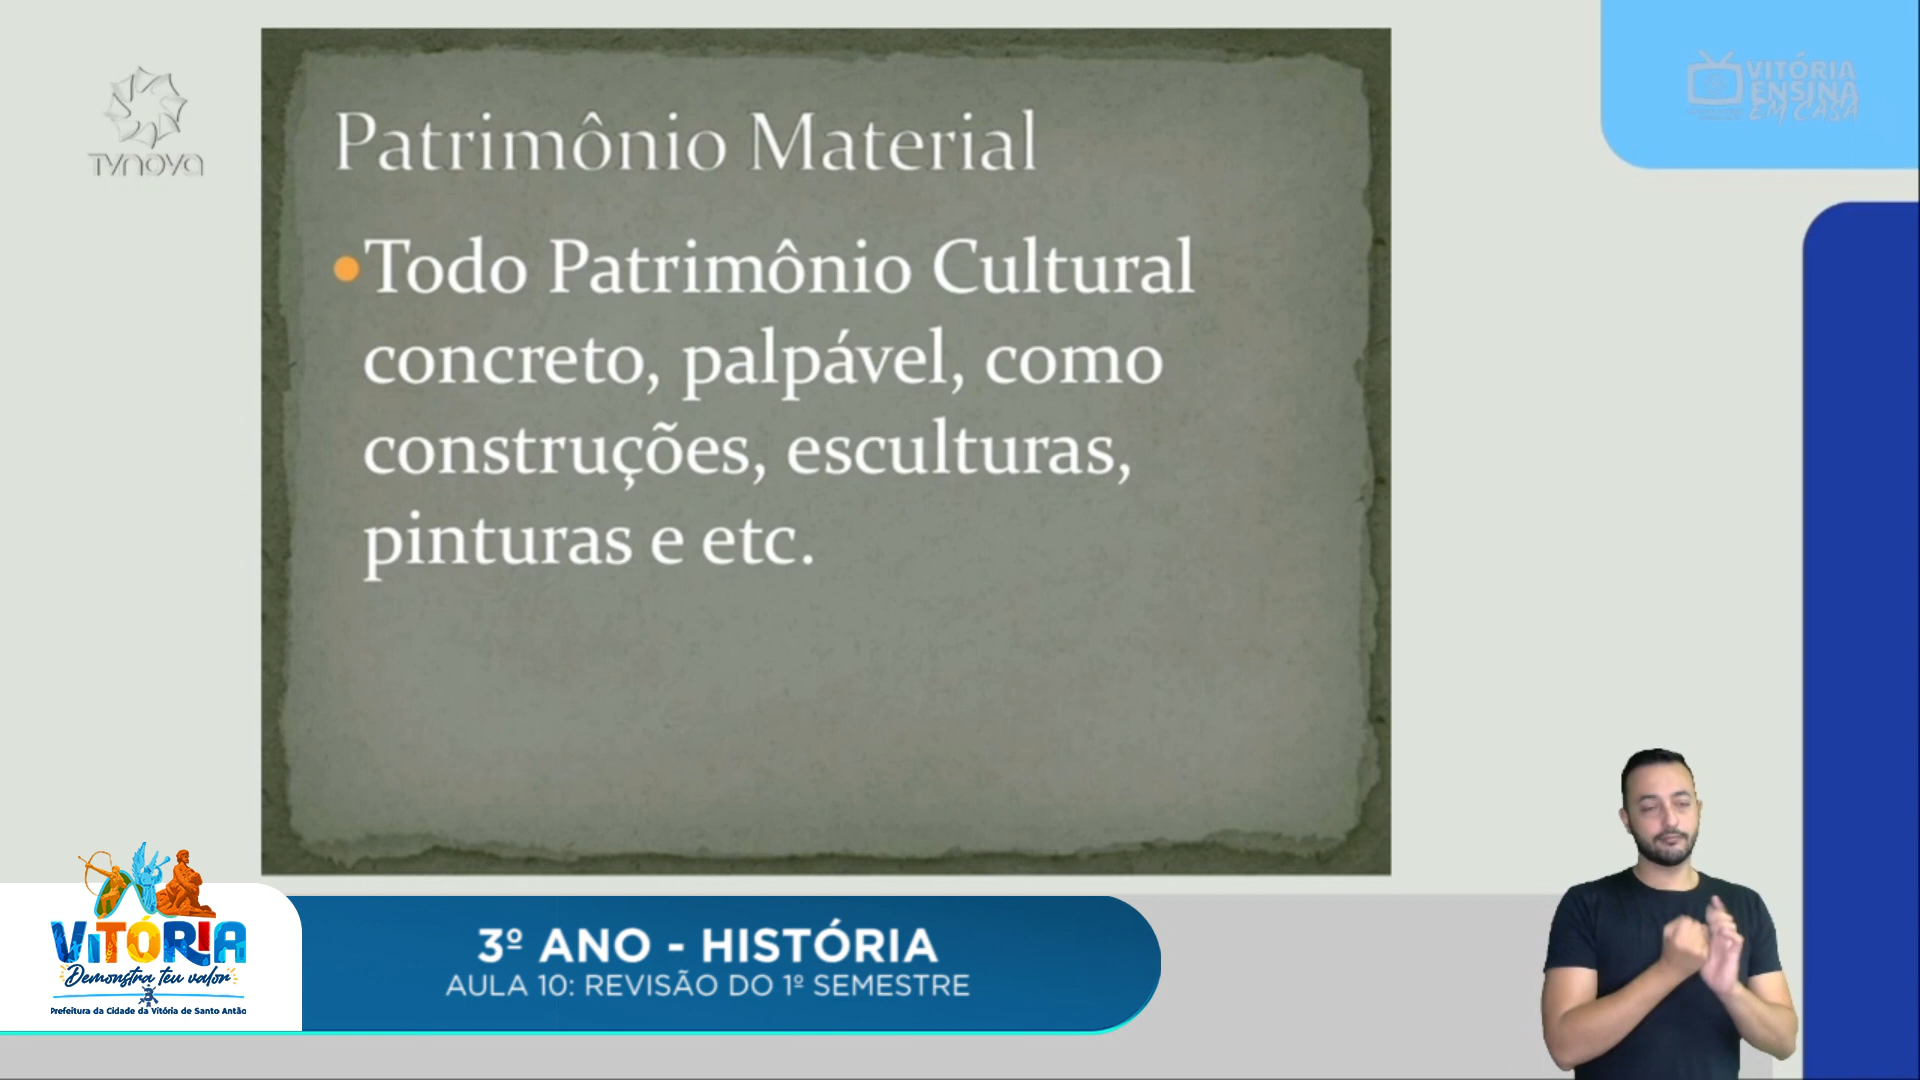 TVNOVA
VITÓRIA
ENSINA
EM CASA
Patrimônio Material
•Todo Patrimônio Cultural
concreto, palpável, como
construções, esculturas,
pinturas e etc.
VITÓRIA
Demonstra teu valor
Prefeitura da Cidade da Vitória de Santo Antão
3º ANO - HISTÓRIA
AULA 10: REVISÃO DO 1º SEMESTRE